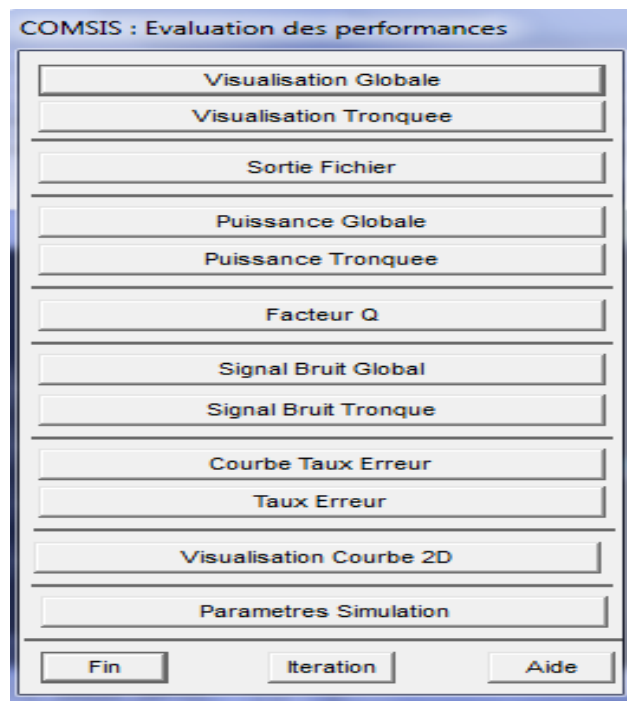 COMSIS : Evaluation des performances
Visualisation Globale
Visualisation Tronquee
Sortie Fichier
Puissance Globale
Puissance Tronquee
Facteur Q
Signal Bruit Global
Signal Bruit Tronque
Courbe Taux Erreur
Taux Erreur
Visualisation Courbe 2D
Parametres Simulation
Fin Iteration Aide